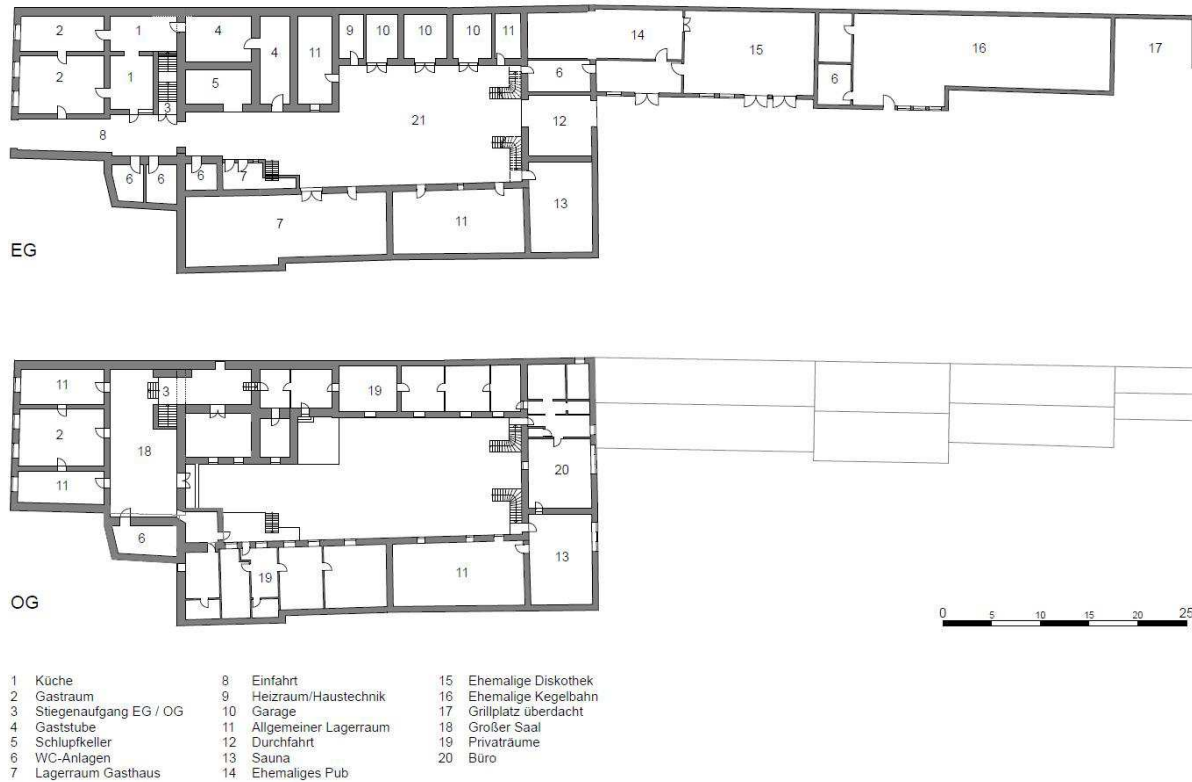 2 1 4 4 11 9 10 10 10 11 14 15 16 17
2 1 5 6 6
3 21 12
8
6 6 6 7
7 11 13
EG
11 3 19
2 18 20
11
6 19 11 13
OG
0 5 10 15 20 25
1 Küche
2 Gastraum
3 Stiegenaufgang EG / OG
4 Gaststube
5 Schlupfkeller
6 WC-Anlagen
7 Lagerraum Gasthaus
8 Einfahrt
9 Heizraum/Haustechnik
10 Garage
11 Allgemeiner Lagerraum
12 Durchfahrt
13 Sauna
14 Ehemaliges Pub
15 Ehemalige Diskothek
16 Ehemalige Kegelbahn
17 Grillplatz überdacht
18 Großer Saal
19 Privaträume
20 Büro